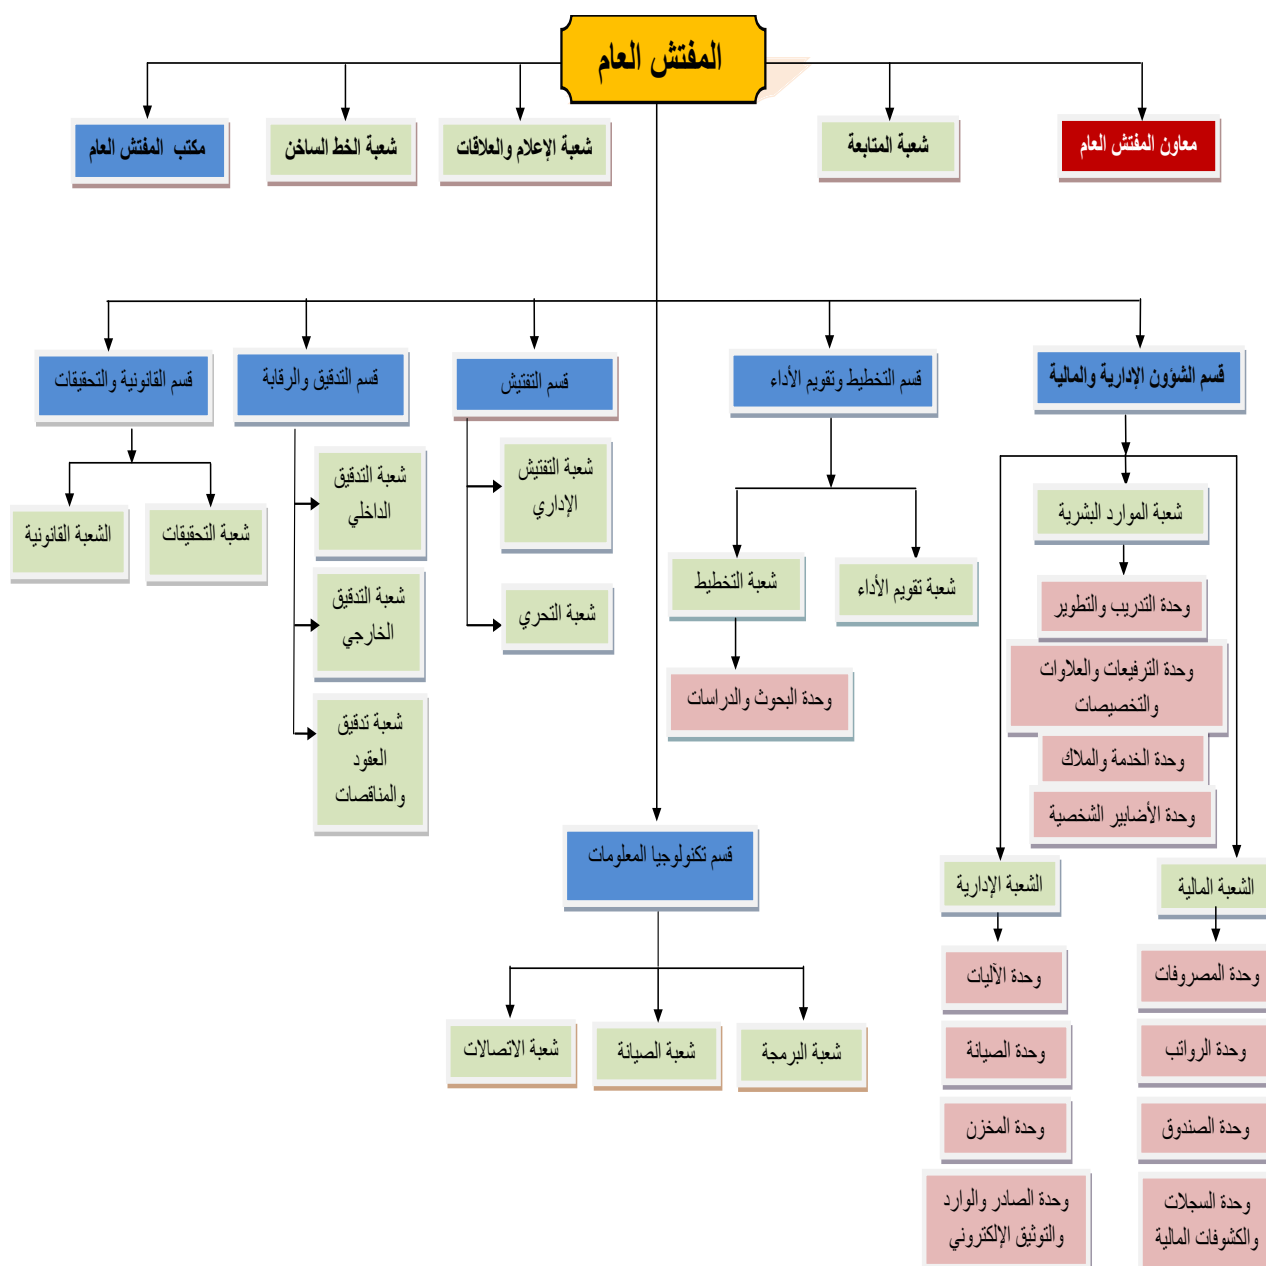 المفتش العام
معاون المفتش العام
شعبة المتابعة
شعبة الإعلام والعلاقات
شعبة الخط الساخن
مكتب المفتش العام
قسم الشؤون الإدارية والمالية
قسم التخطيط وتقويم الأداء
قسم التفتيش
قسم التدقيق والرقابة
قسم القانونية والتحقيقات
شعبة الموارد البشرية
وحدة التدريب والتطوير
وحدة الترفيعات والعلاوات
والتخصيصات
وحدة الخدمة والملاك
وحدة الأضابير الشخصية
الشعبة المالية
وحدة المصروفات
وحدة الرواتب
وحدة الصندوق
وحدة السجلات
والكشوفات المالية
الشعبة الإدارية
وحدة الآليات
وحدة الصيانة
وحدة المخزن
وحدة الصادر والوارد
والتوثيق الإلكتروني
شعبة تقويم الأداء
شعبة التخطيط
وحدة البحوث والدراسات
شعبة التفتيش
الإداري
شعبة التحري
شعبة التدقيق
الداخلي
شعبة التدقيق
الخارجي
شعبة تدقيق
العقود
والمناقصات
شعبة التحقيقات
الشعبة القانونية
قسم تكنولوجيا المعلومات
شعبة البرمجة
شعبة الصيانة
شعبة الاتصالات